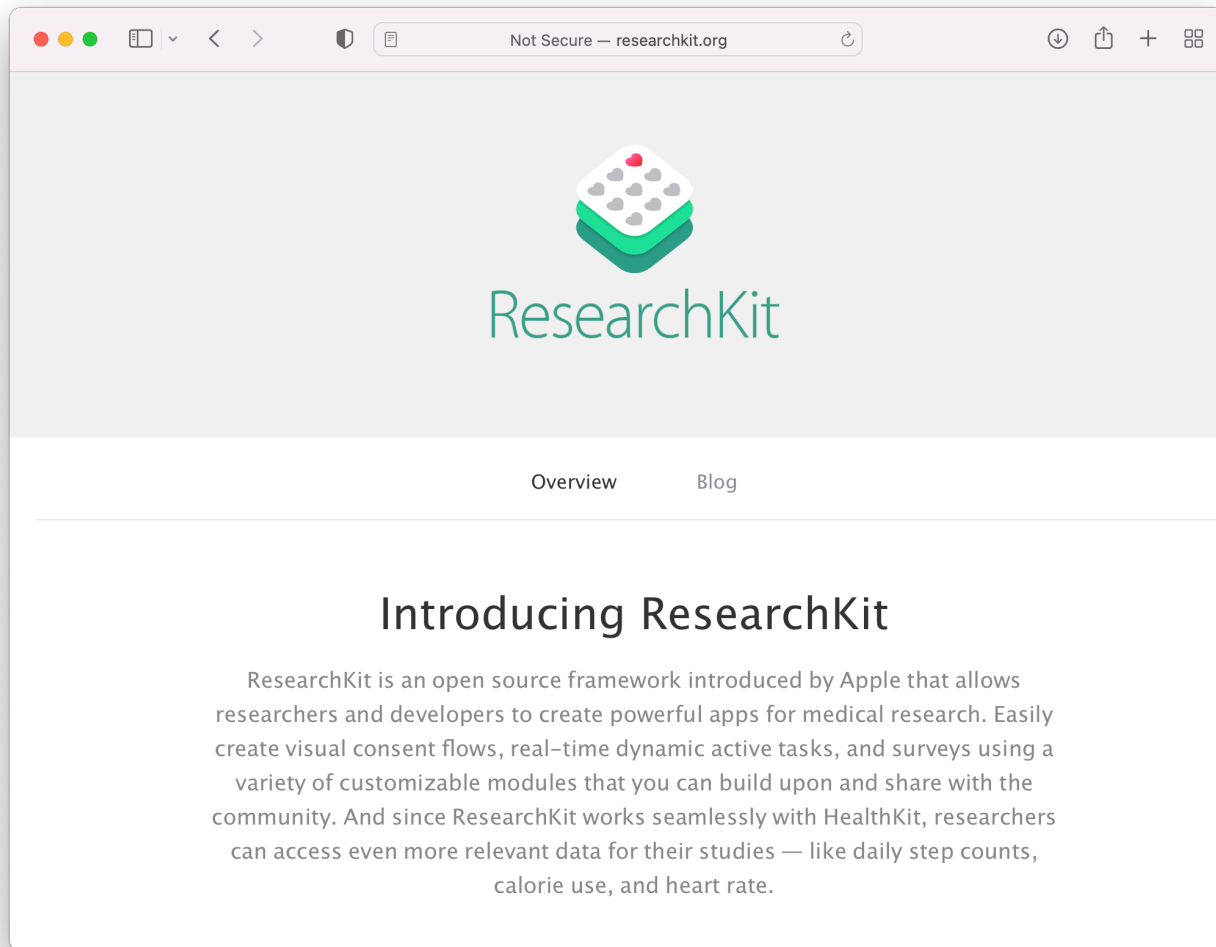 Not Secure — researchkit.org
ResearchKit
Overview
Blog
Introducing ResearchKit
ResearchKit is an open source framework introduced by Apple that allows
researchers and developers to create powerful apps for medical research. Easily
create visual consent flows, real-time dynamic active tasks, and surveys using a
variety of customizable modules that you can build upon and share with the
community. And since ResearchKit works seamlessly with HealthKit, researchers
can access even more relevant data for their studies — like daily step counts,
calorie use, and heart rate.